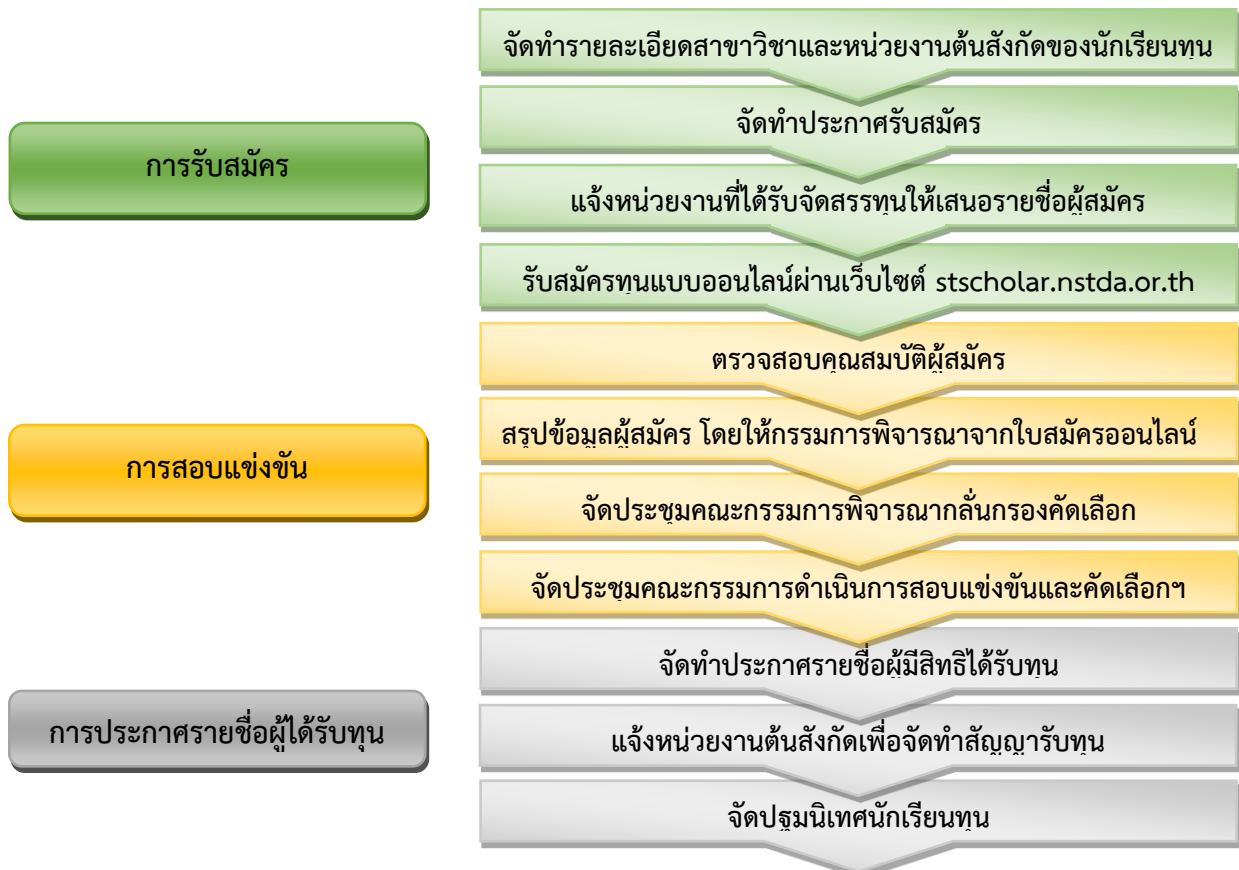 จัดทำรายละเอียดสาขาวิชาและหน่วยงานต้นสังกัดของนักเรียนทุน
จัดทำประกาศรับสมัคร
การรับสมัคร
แจ้งหน่วยงานที่ได้รับจัดสรรทุนให้เสนอรายชื่อผู้สมัคร
รับสมัครทุนแบบออนไลน์ผ่านเว็บไซต์ stscholar.nstda.or.th
ตรวจสอบคุณสมบัติผู้สมัคร
สรุปข้อมูลผู้สมัคร โดยให้กรรมการพิจารณาจากใบสมัครออนไลน์
การสอบแข่งขัน
จัดประชุมคณะกรรมการพิจารณากลั่นกรองคัดเลือก
จัดประชุมคณะกรรมการดำเนินการสอบแข่งขันและคัดเลือกฯ
จัดทำประกาศรายชื่อผู้มีสิทธิได้รับทุน
การประกาศรายชื่อผู้ได้รับทุน
แจ้งหน่วยงานต้นสังกัดเพื่อจัดทำสัญญารับทุน
จัดปฐมนิเทศนักเรียนทุน